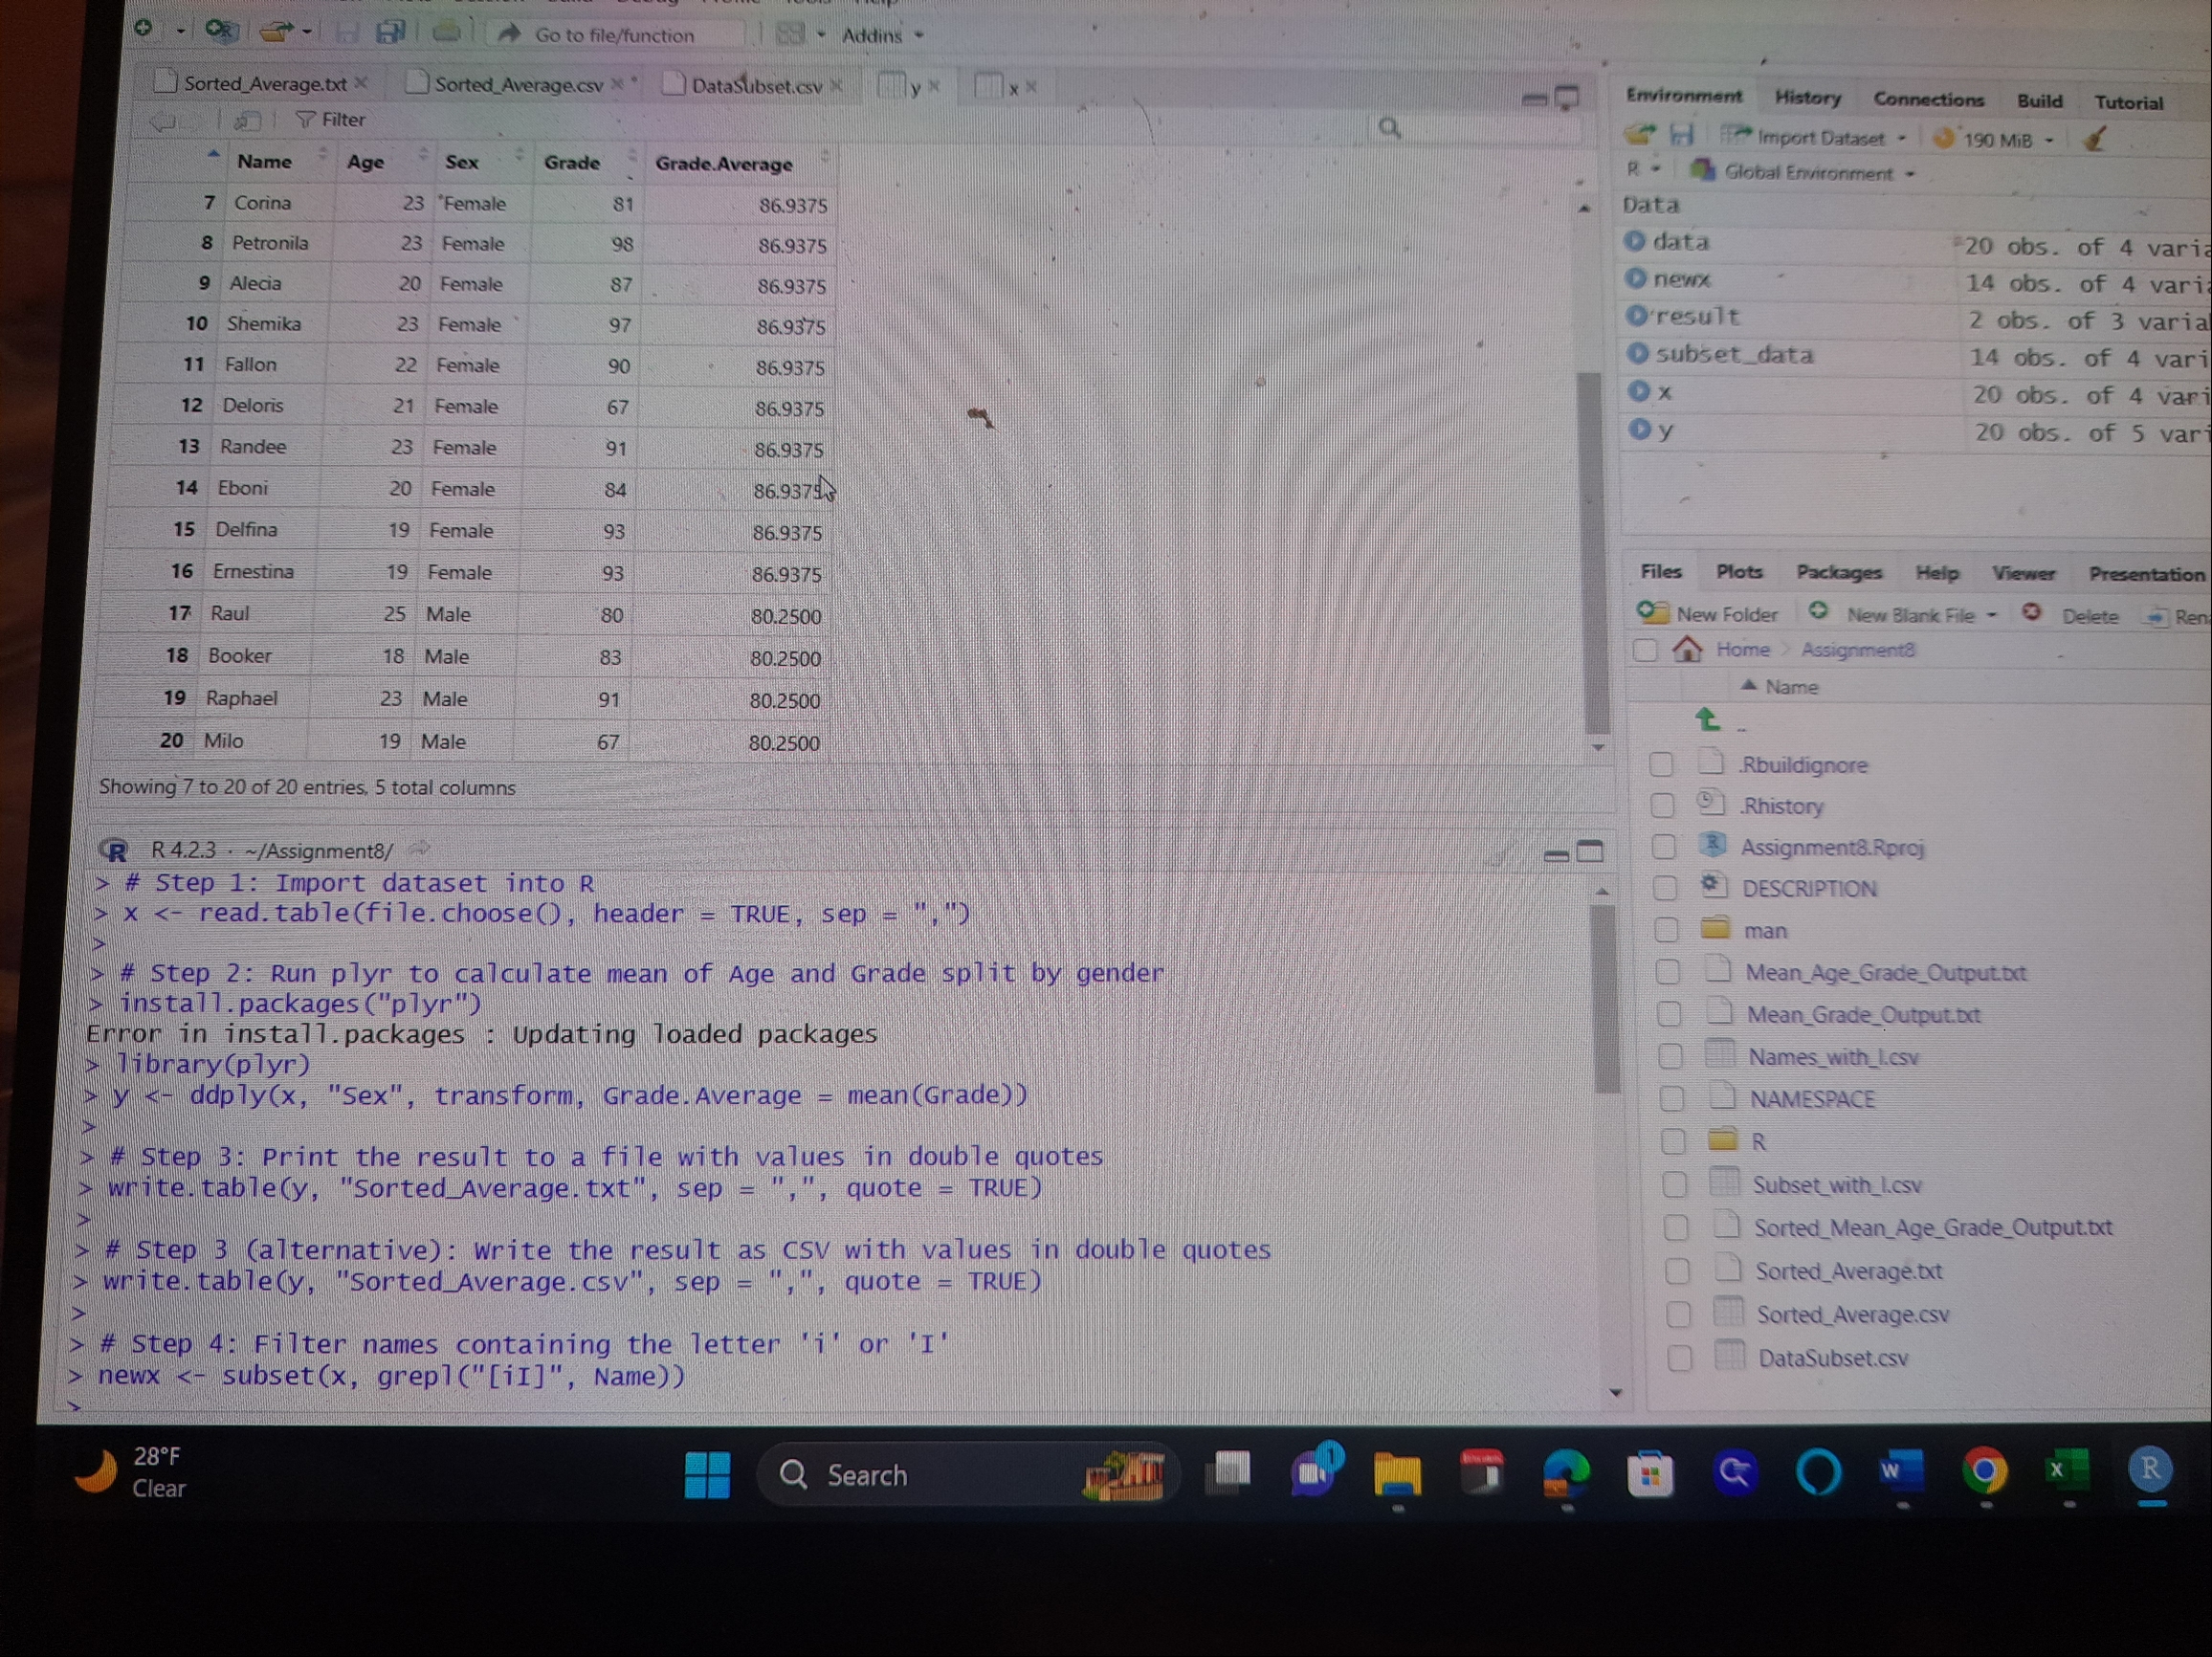 Go to file/function Addins
Sorted_Average.txt Sorted_Average.csv DataSubset.csv y x
Filter
Name Age Sex Grade Grade.Average
7 Corina 23 Female 81 86.9375
8 Petronila 23 Female 98 86.9375
9 Alecia 20 Female 87 86.9375
10 Shemika 23 Female 97 86.9375
11 Fallon 22 Female 90 86.9375
12 Deloris 21 Female 67 86.9375
13 Randee 23 Female 91 86.9375
14 Eboni 20 Female 84 86.9375
15 Delfina 19 Female 93 86.9375
16 Ernestina 19 Female 93 86.9375
17 Raul 25 Male 80 80.2500
18 Booker 18 Male 83 80.2500
19 Raphael 23 Male 91 80.2500
20 Milo 19 Male 67 80.2500
Showing 7 to 20 of 20 entries, 5 total columns
R R 4.2.3 · ~/Assignment8/
> # Step 1: Import dataset into R
> x <- read.table(file.choose(), header = TRUE, sep = ",")
>
> # Step 2: Run plyr to calculate mean of Age and Grade split by gender
> install.packages("plyr")
Error in install.packages : Updating loaded packages
> library(plyr)
> y <- ddply(x, "Sex", transform, Grade.Average = mean(Grade))
>
> # Step 3: Print the result to a file with values in double quotes
> write.table(y, "Sorted_Average.txt", sep = ",", quote = TRUE)
>
> # Step 3 (alternative): Write the result as CSV with values in double quotes
> write.table(y, "Sorted_Average.csv", sep = ",", quote = TRUE)
>
> # Step 4: Filter names containing the letter 'i' or 'I'
> newx <- subset(x, grepl("[iI]", Name))
>
Environment History Connections Build Tutorial
Import Dataset 190 MiB
R Global Environment
Data
data 20 obs. of 4 varia
newx 14 obs. of 4 varia
result 2 obs. of 3 varial
subset_data 14 obs. of 4 vari
x 20 obs. of 4 vari
y 20 obs. of 5 vari
Files Plots Packages Help Viewer Presentation
New Folder New Blank File Delete Ren
Home Assignment8
Name
..
.Rbuildignore
.Rhistory
Assignment8.Rproj
DESCRIPTION
man
Mean_Age_Grade_Output.txt
Mean_Grade_Output.txt
Names_with_I.csv
NAMESPACE
R
Subset_with_I.csv
Sorted_Mean_Age_Grade_Output.txt
Sorted_Average.txt
Sorted_Average.csv
DataSubset.csv
28°F
Clear
Search
1
W
X
R